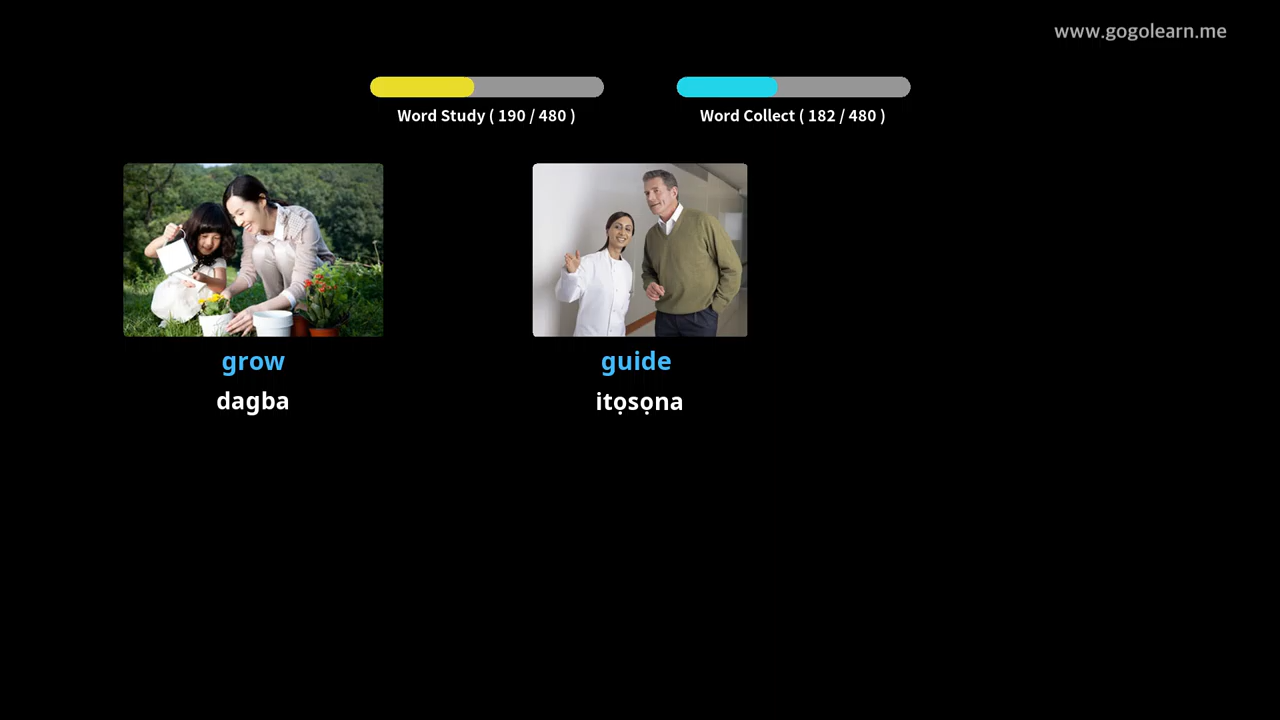 www.gogolearn.me
Word Study ( 190 / 480 )
Word Collect ( 182 / 480 )
grow
guide
dagba
itọsọna